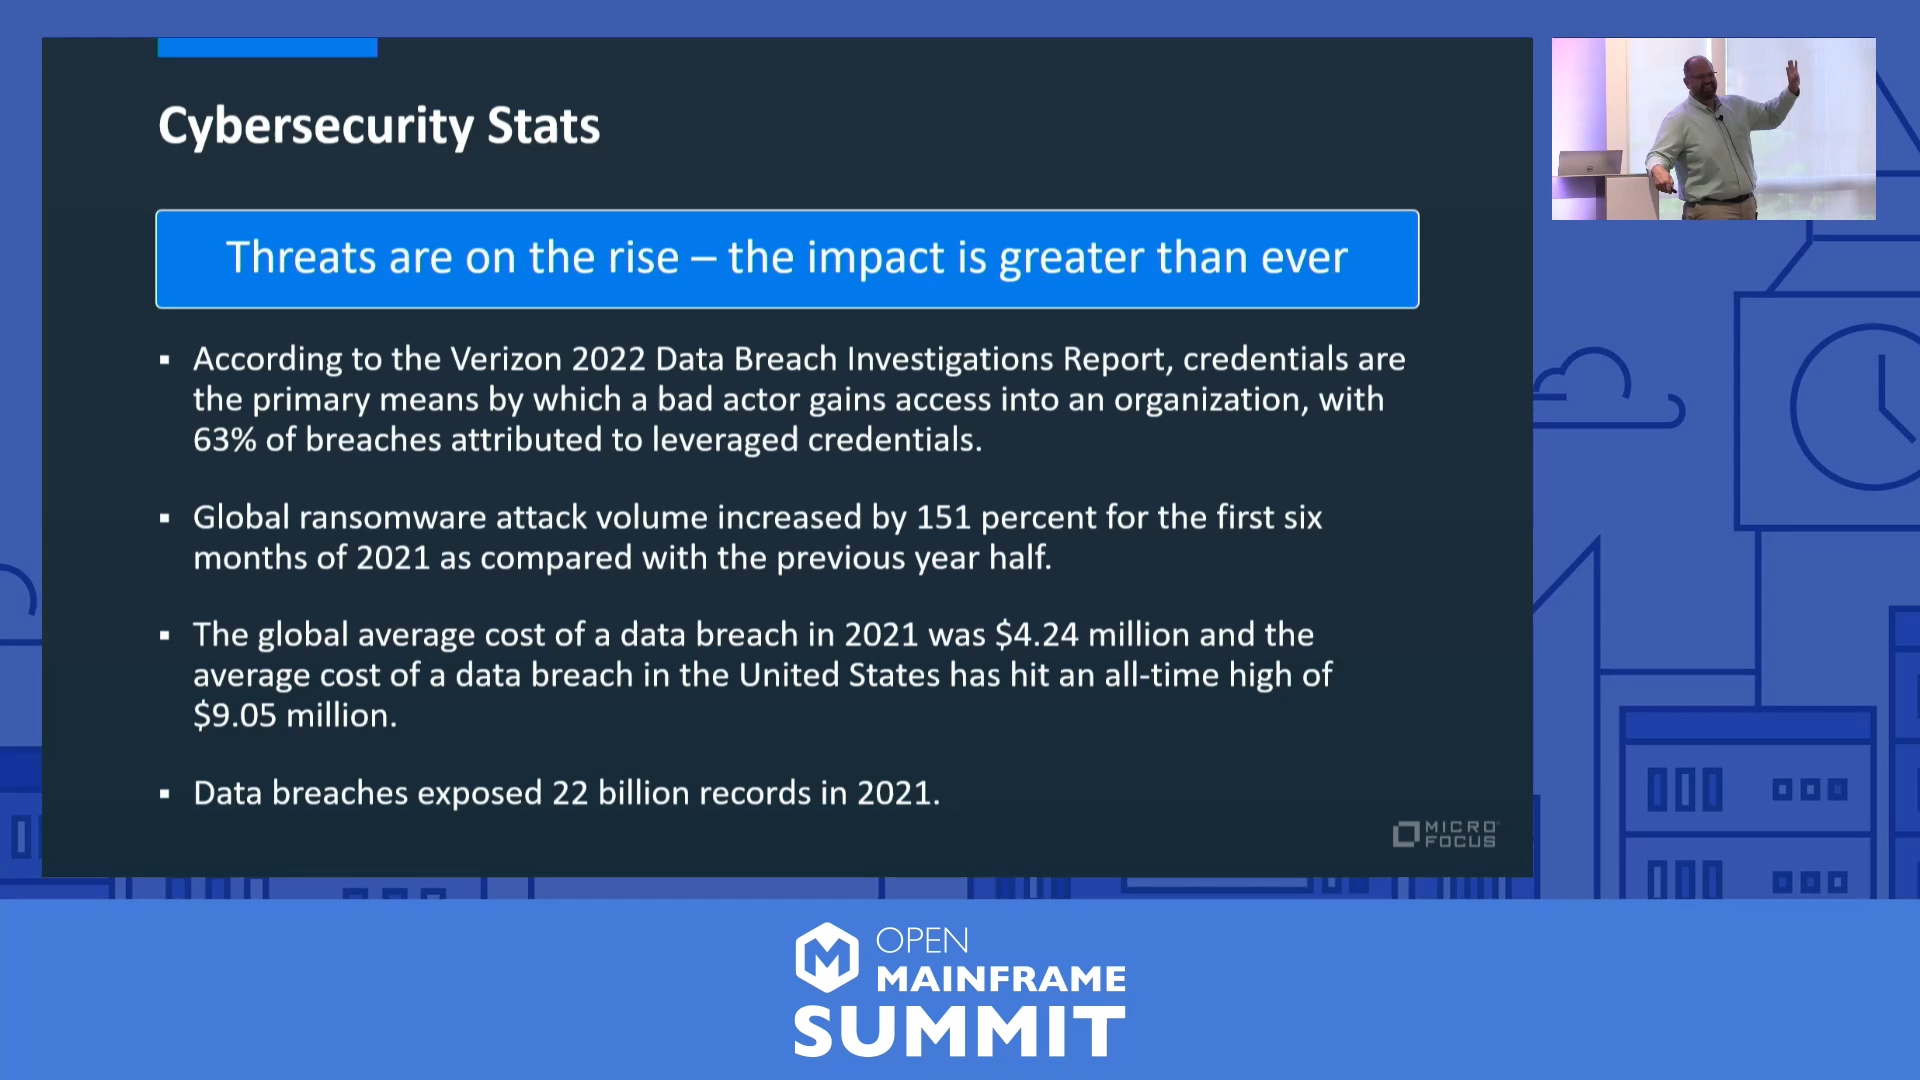 Cybersecurity Stats
Threats are on the rise – the impact is greater than ever
▪ According to the Verizon 2022 Data Breach Investigations Report, credentials are
the primary means by which a bad actor gains access into an organization, with
63% of breaches attributed to leveraged credentials.
▪ Global ransomware attack volume increased by 151 percent for the first six
months of 2021 as compared with the previous year half.
▪ The global average cost of a data breach in 2021 was $4.24 million and the
average cost of a data breach in the United States has hit an all-time high of
$9.05 million.
▪ Data breaches exposed 22 billion records in 2021.
MICRO
FOCUS
OPEN
MAINFRAME
SUMMIT